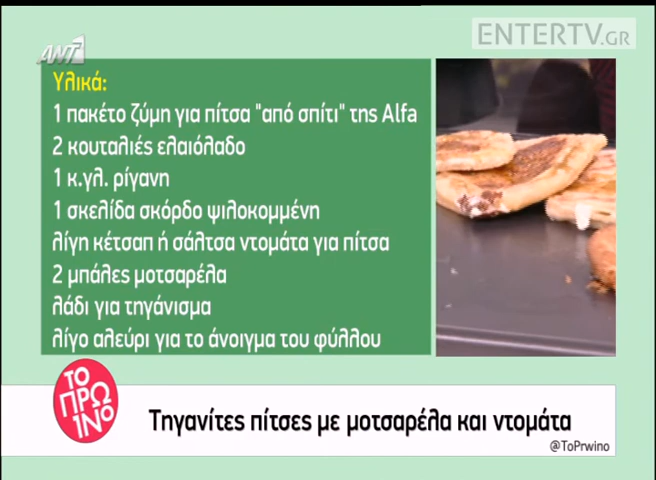 ANT1
ENTERTV.GR
Υλικά:
1 πακέτο ζύμη για πίτσα "από σπίτι" της Alfa
2 κουταλιές ελαιόλαδο
1 κ.γλ. ρίγανη
1 σκελίδα σκόρδο ψιλοκομμένη
λίγη κέτσαπ ή σάλτσα ντομάτα για πίτσα
2 μπάλες μοτσαρέλα
λάδι για τηγάνισμα
λίγο αλεύρι για το άνοιγμα του φύλλου
ΤΟ
ΠΡΩ
ΙΝΟ
Τηγανίτες πίτσες με μοτσαρέλα και ντομάτα
@ToPrwino